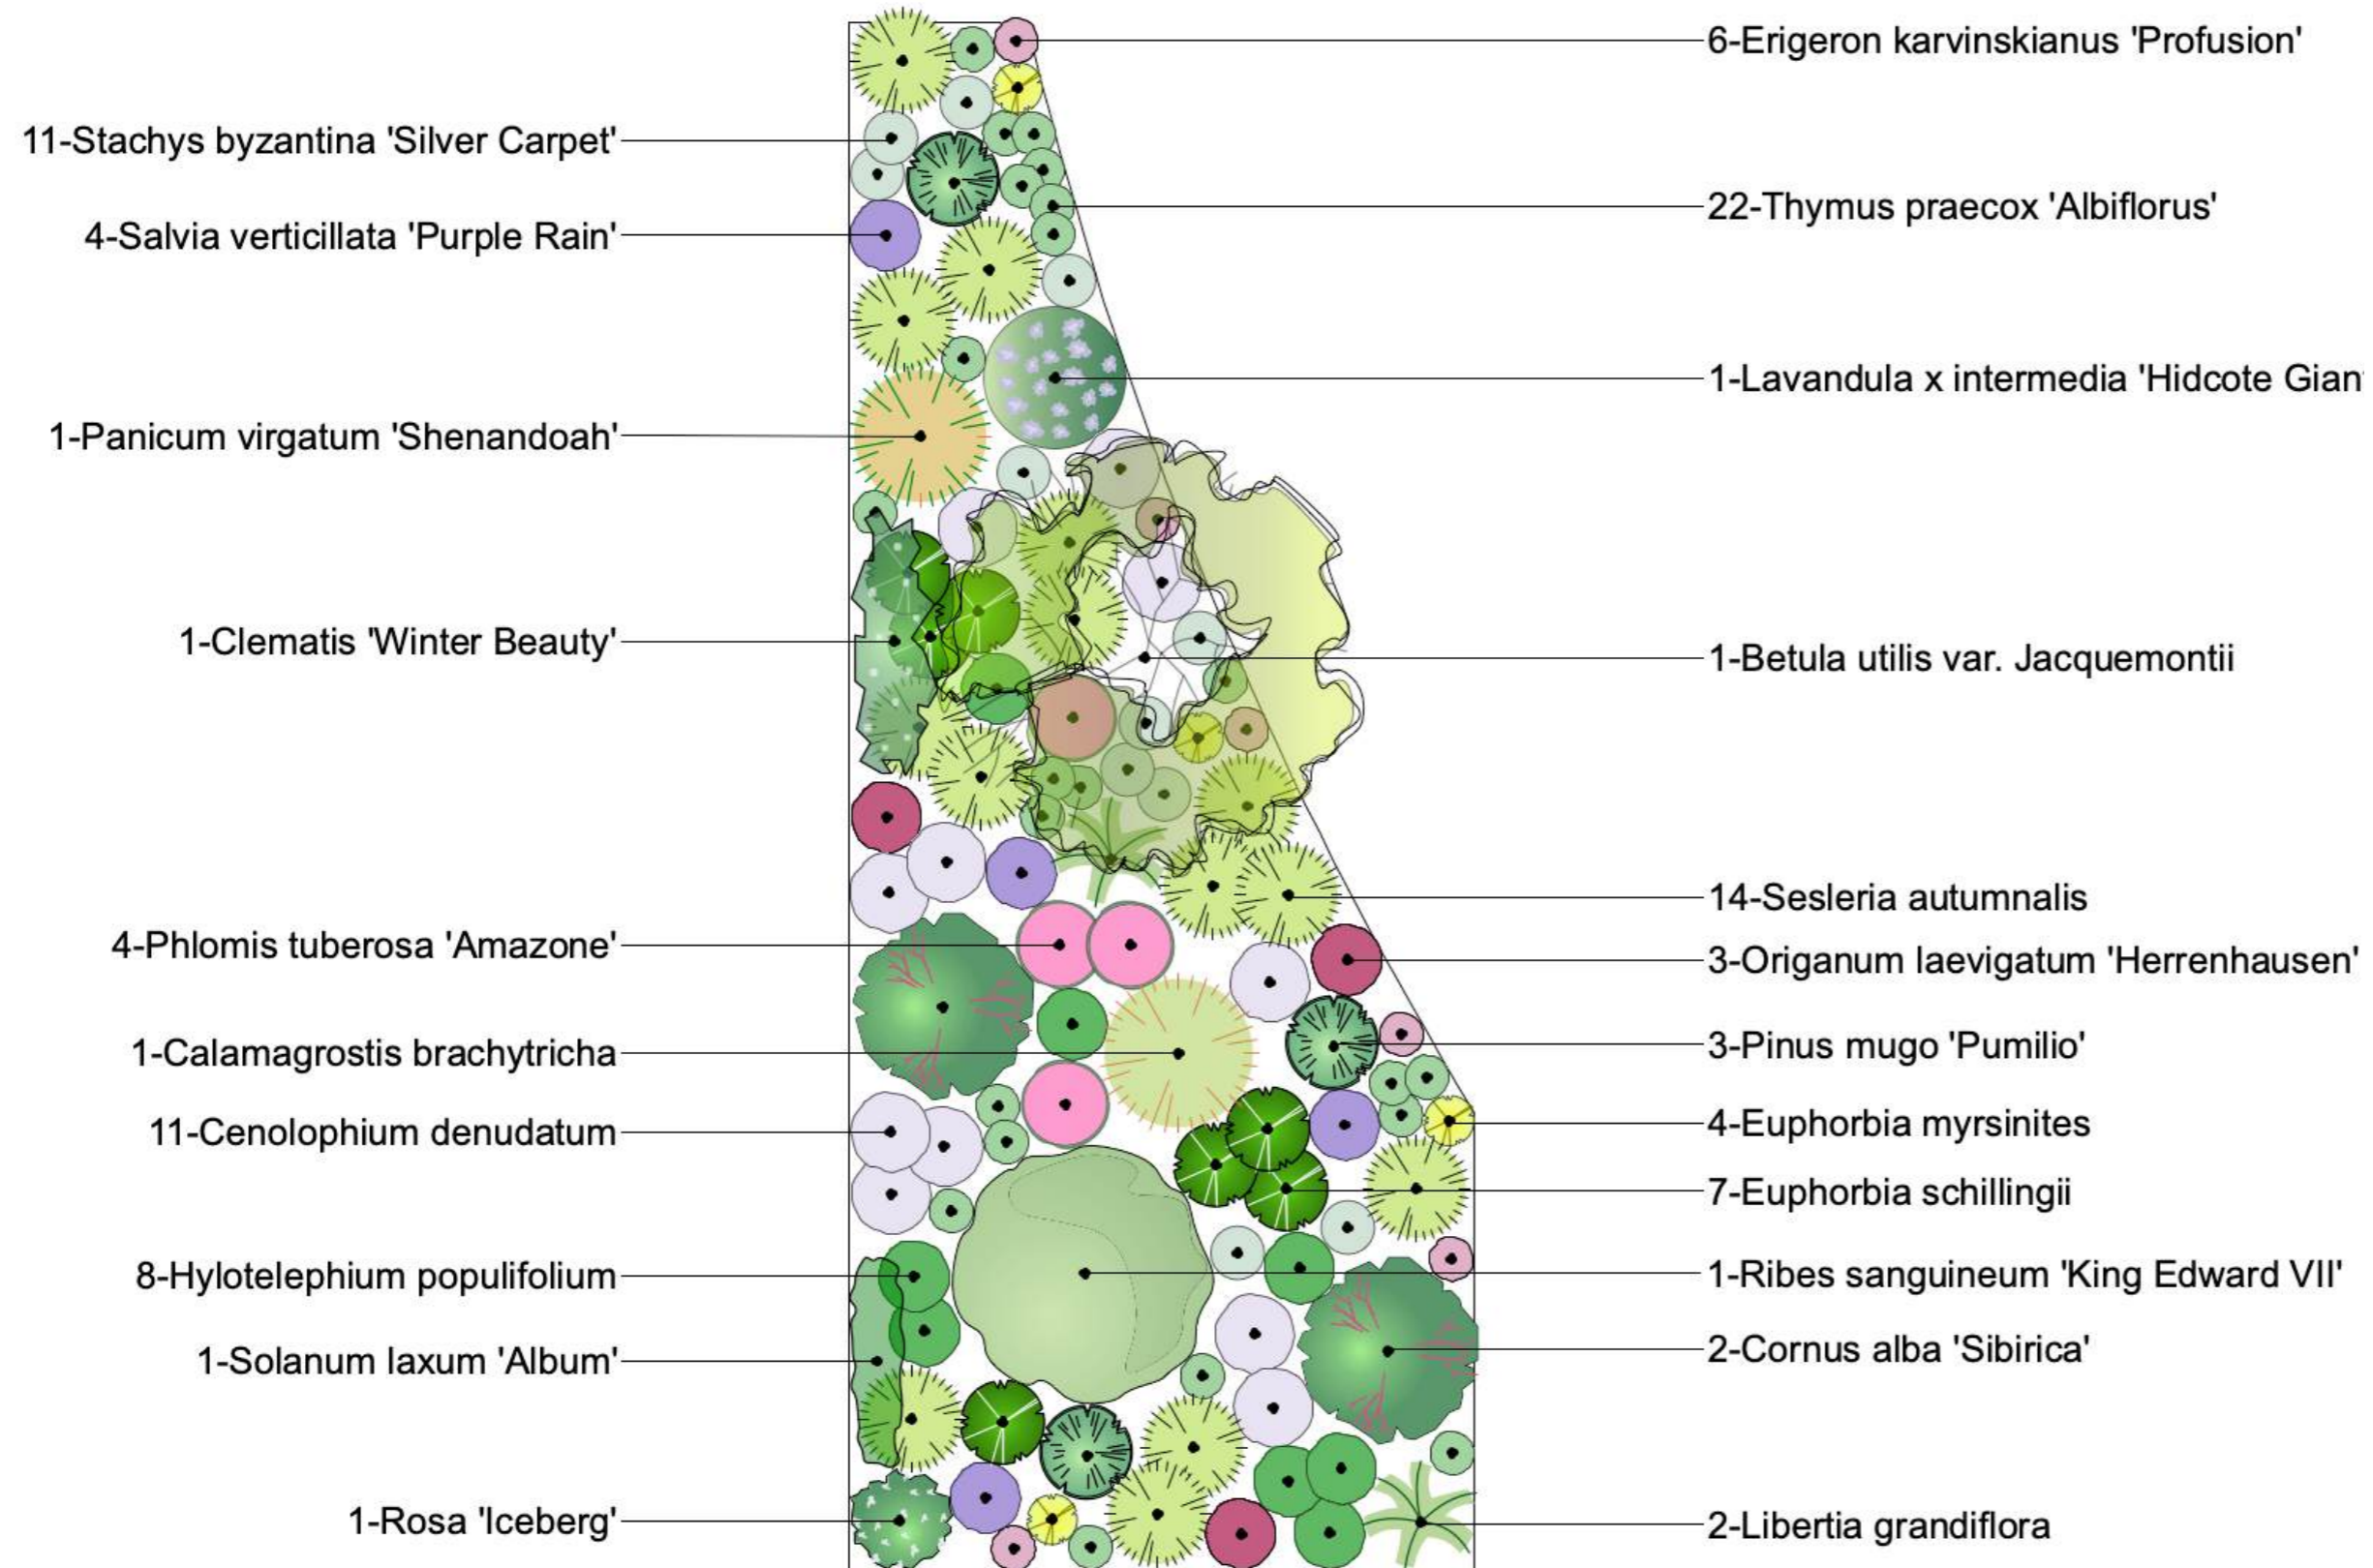 6-Erigeron karvinskianus 'Profusion'
11-Stachys byzantina 'Silver Carpet'
22-Thymus praecox 'Albiflorus'
4-Salvia verticillata 'Purple Rain'
1-Lavandula x intermedia 'Hidcote Gian
1-Panicum virgatum 'Shenandoah'
1-Clematis 'Winter Beauty'
1-Betula utilis var. Jacquemontii
14-Sesleria autumnalis
4-Phlomis tuberosa 'Amazone'
3-Origanum laevigatum 'Herrenhausen'
1-Calamagrostis brachytricha
3-Pinus mugo 'Pumilio'
11-Cenolophium denudatum
4-Euphorbia myrsinites
7-Euphorbia schillingii
8-Hylotelephium populifolium
1-Ribes sanguineum 'King Edward VII'
1-Solanum laxum 'Album'
2-Cornus alba 'Sibirica'
1-Rosa 'Iceberg'
2-Libertia grandiflora